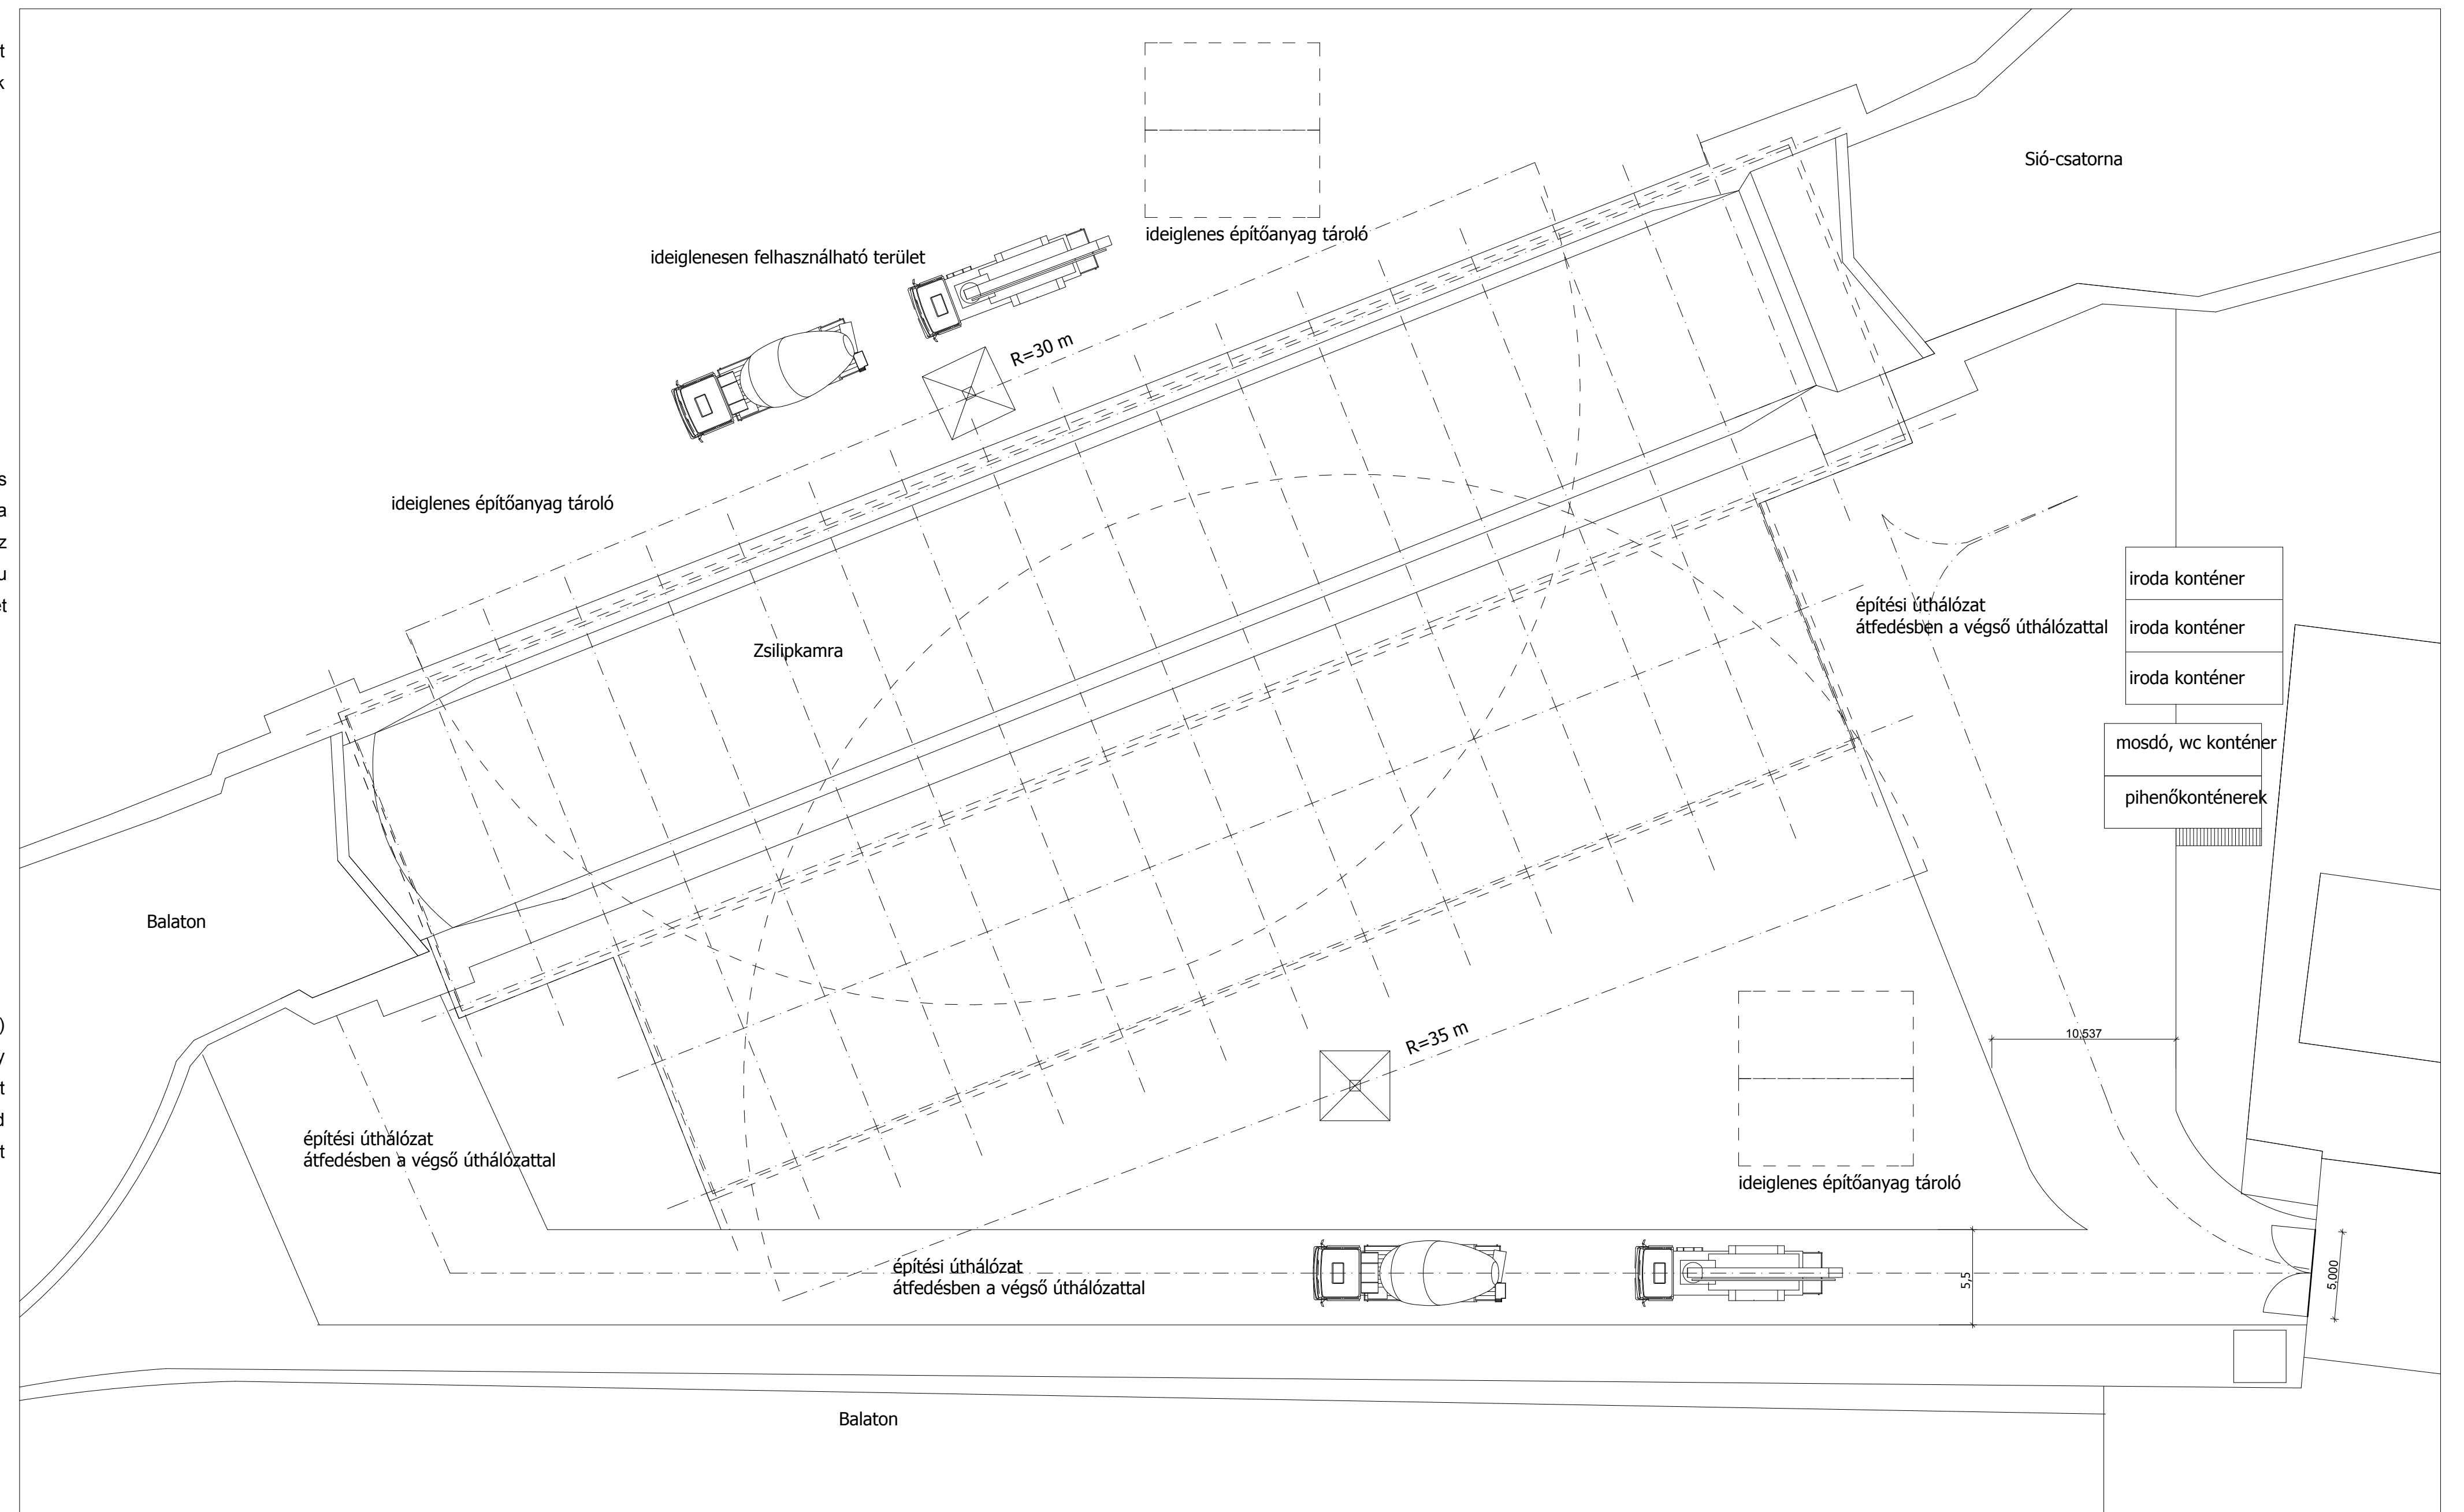 t
k
s
a
z
u
et
)
y
t
d
t
Sió-csatorna
ideiglenes építőanyag tároló
ideiglenesen felhasználható terület
R=30 m
ideiglenes építőanyag tároló
iroda konténer
építési úthálózat
átfedésben a végső úthálózattal
iroda konténer
Zsilipkamra
iroda konténer
mosdó, wc konténer
pihenőkonténerek
Balaton
10,537
R=35 m
építési úthálózat
átfedésben a végső úthálózattal
ideiglenes építőanyag tároló
építési úthálózat
átfedésben a végső úthálózattal
5,5
5,000
Balaton